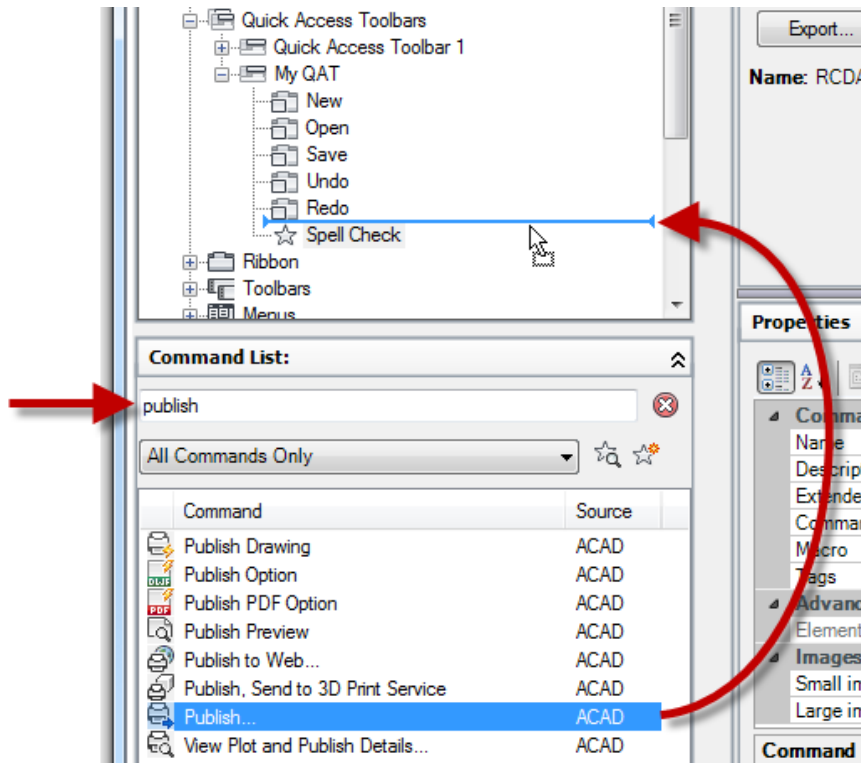 Quick Access Toolbars
Quick Access Toolbar 1
My QAT
New
Open
Save
Undo
Redo
Spell Check
Ribbon
Toolbars
Menus
Command List:
publish
All Commands Only
Command Source
Publish Drawing ACAD
Publish Option ACAD
Publish PDF Option ACAD
Publish Preview ACAD
Publish to Web... ACAD
Publish, Send to 3D Print Service ACAD
Publish... ACAD
View Plot and Publish Details... ACAD
Export...
Name: RCDA
Properties
Comma
Name
Descrip
Extende
Comman
Macro
Tags
Advanc
Element
Images
Small im
Large im
Command